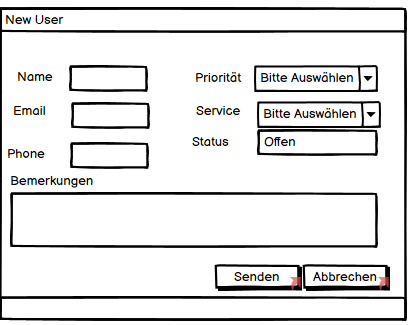 New User
Name
Priorität
Bitte Auswählen
Email
Service
Bitte Auswählen
Phone
Status
Offen
Bemerkungen
Senden
Abbrechen